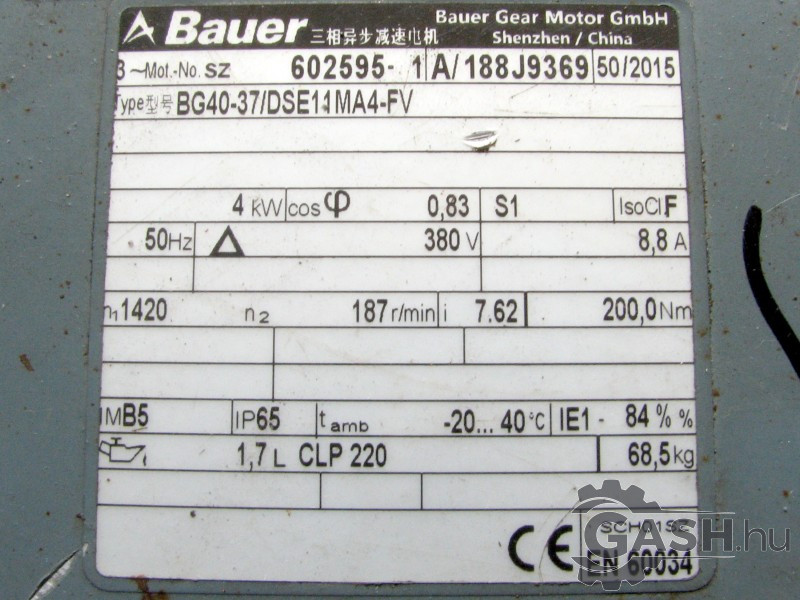 Bauer 三相异步减速电机 Bauer Gear Motor GmbH
Shenzhen / China
3~Mot.-No. SZ 602595- 1 A/188J9369 50/2015
Type型号 BG40-37/DSE11MA4-FV
4 kW cos φ 0,83 S1 IsoCl. F
50Hz Δ 380 V 8,8 A
n1 1420 n2 187 r/min i 7.62 200,0 Nm
IM B5 IP65 tamb -20... 40 °C IE1 - 84 % %
1,7 L CLP 220 68,5 kg
SCH01SZ
CE EN 60034
GASH.hu